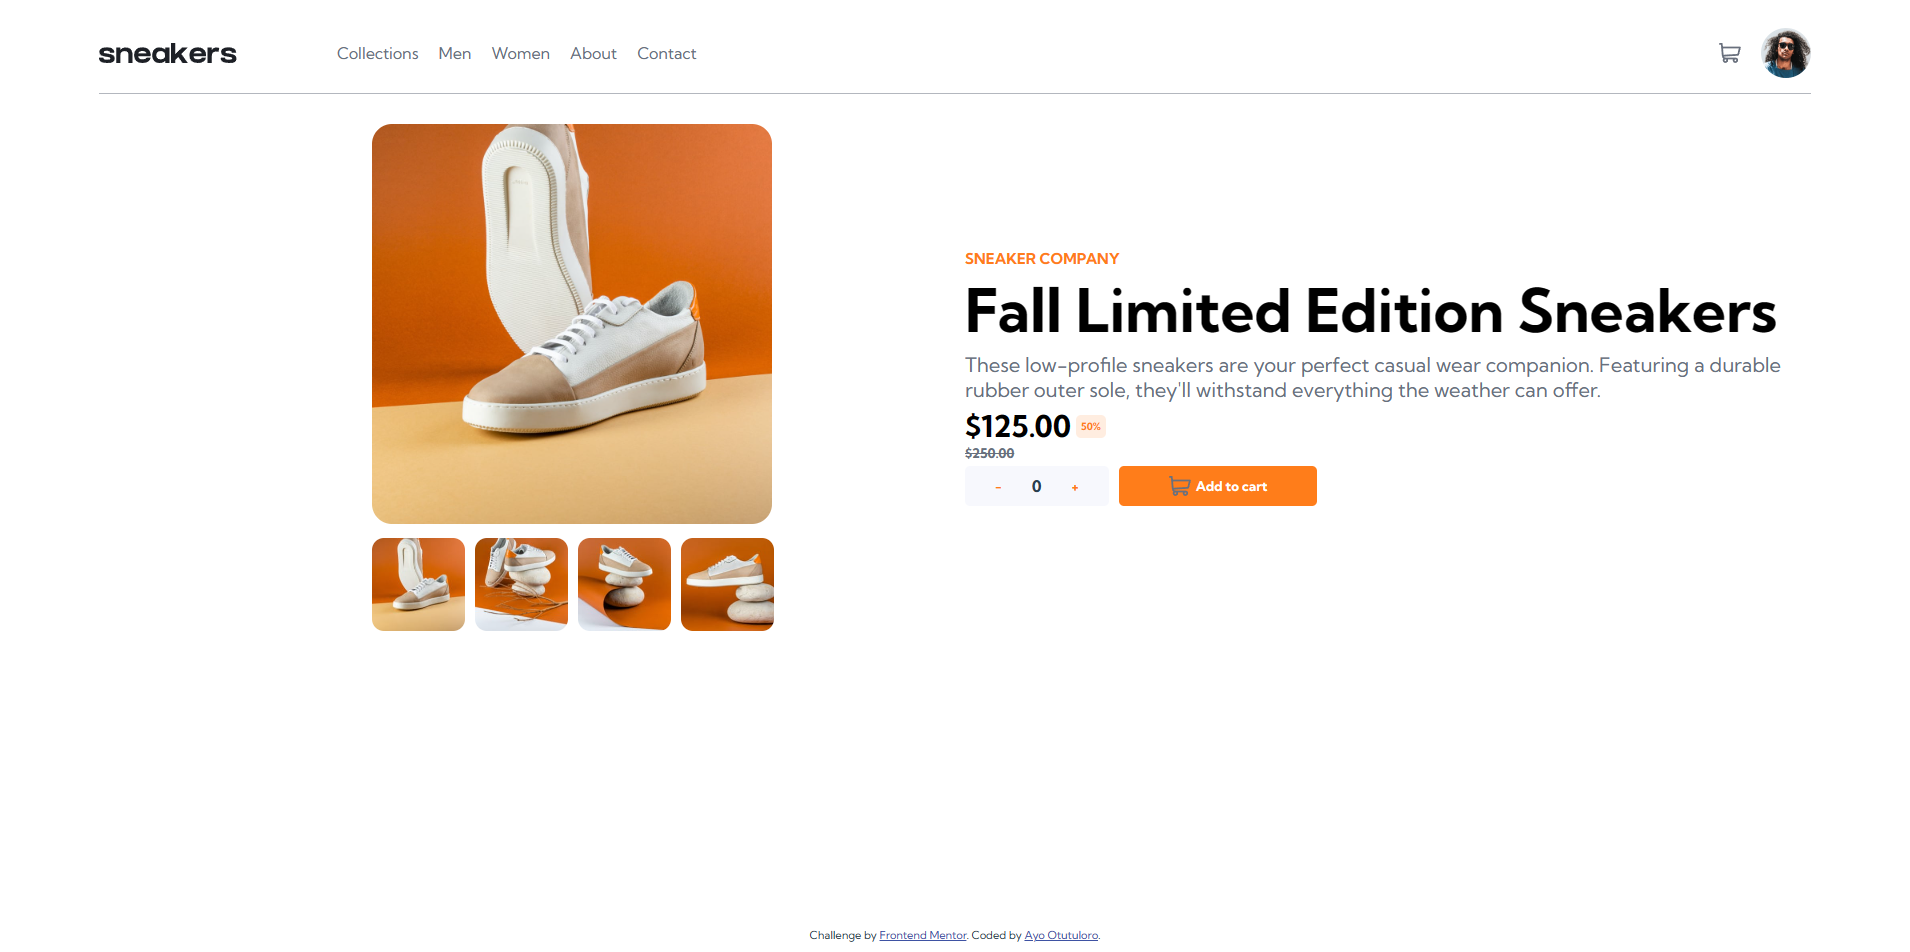 sneakers
Collections Men Women About Contact
SNEAKER COMPANY
Fall Limited Edition Sneakers
These low-profile sneakers are your perfect casual wear companion. Featuring a durable
rubber outer sole, they'll withstand everything the weather can offer.
$125.00 50%
$250.00
- 0 + Add to cart
Challenge by Frontend Mentor. Coded by Ayo Otutuloro.